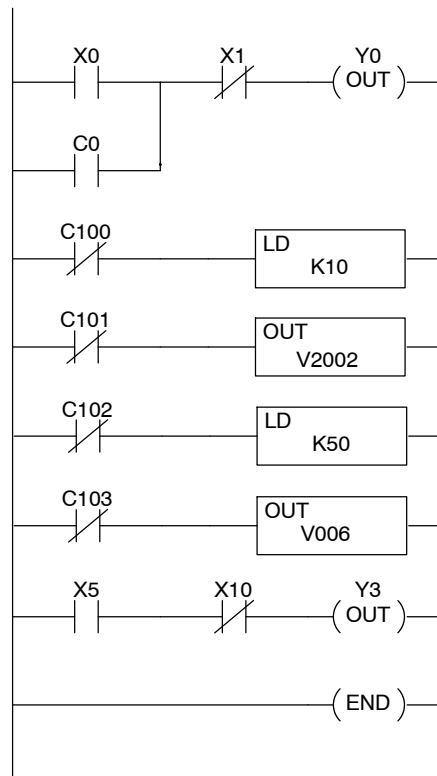 X0 X1 Y0
OUT
C0
C100
LD
K10
C101
OUT
V2002
C102
LD
K50
C103
OUT
V006
X5 X10 Y3
OUT
END